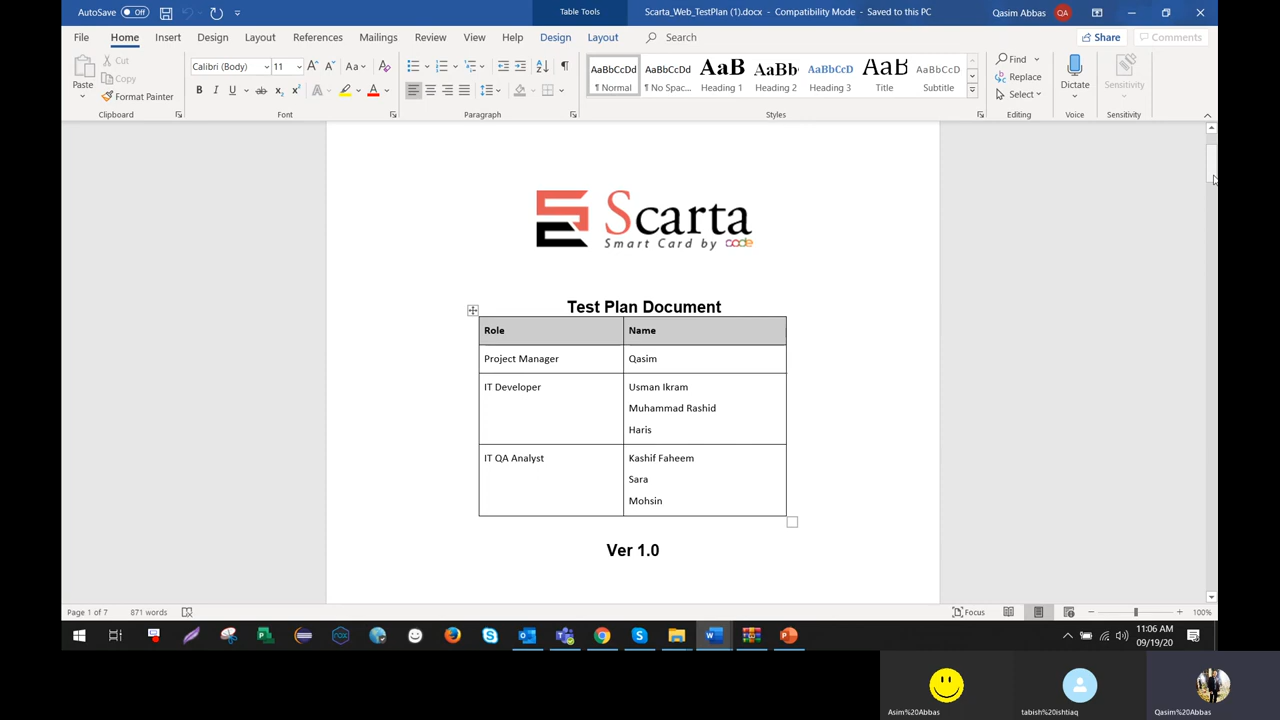 AutoSave Off
Table Tools
Scarta_Web_TestPlan (1).docx - Compatibility Mode - Saved to this PC
Qasim Abbas QA
File Home Insert Design Layout References Mailings Review View Help Design Layout Search
Share Comments
Paste
Cut
Copy
Format Painter
Clipboard
Calibri (Body) 11
Font
Paragraph
AaBbCcDd AaBbCcDd AaB AaBb AaBbCcD AaB AaBbCcD
¶ Normal ¶ No Spac... Heading 1 Heading 2 Heading 3 Title Subtitle
Styles
Find
Replace
Select
Editing
Dictate
Voice
Sensitivity
Sensitivity
Scarta
Smart Card by code
Test Plan Document
Role Name
Project Manager Qasim
IT Developer Usman Ikram
Muhammad Rashid
Haris
IT QA Analyst Kashif Faheem
Sara
Mohsin
Ver 1.0
Page 1 of 7 871 words
Focus
100%
11:06 AM
09/19/20
Asim%20Abbas
tabish%20ishtiaq
Qasim%20Abbas